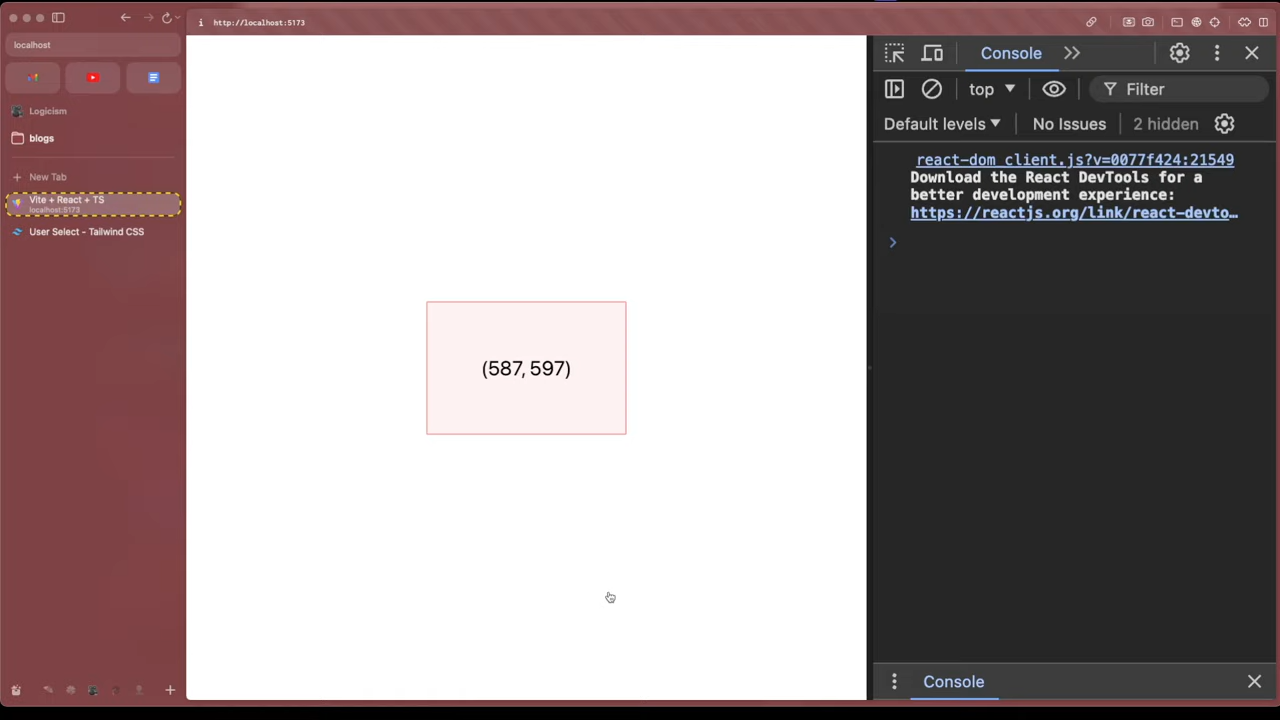 http://localhost:5173
localhost
Logicism
blogs
New Tab
Vite + React + TS
localhost:5173
User Select - Tailwind CSS
(587, 597)
Console
top
Filter
Default levels
No Issues
2 hidden
react-dom_client.js?v=0077f424:21549
Download the React DevTools for a
better development experience:
https://reactjs.org/link/react-devto…
Console